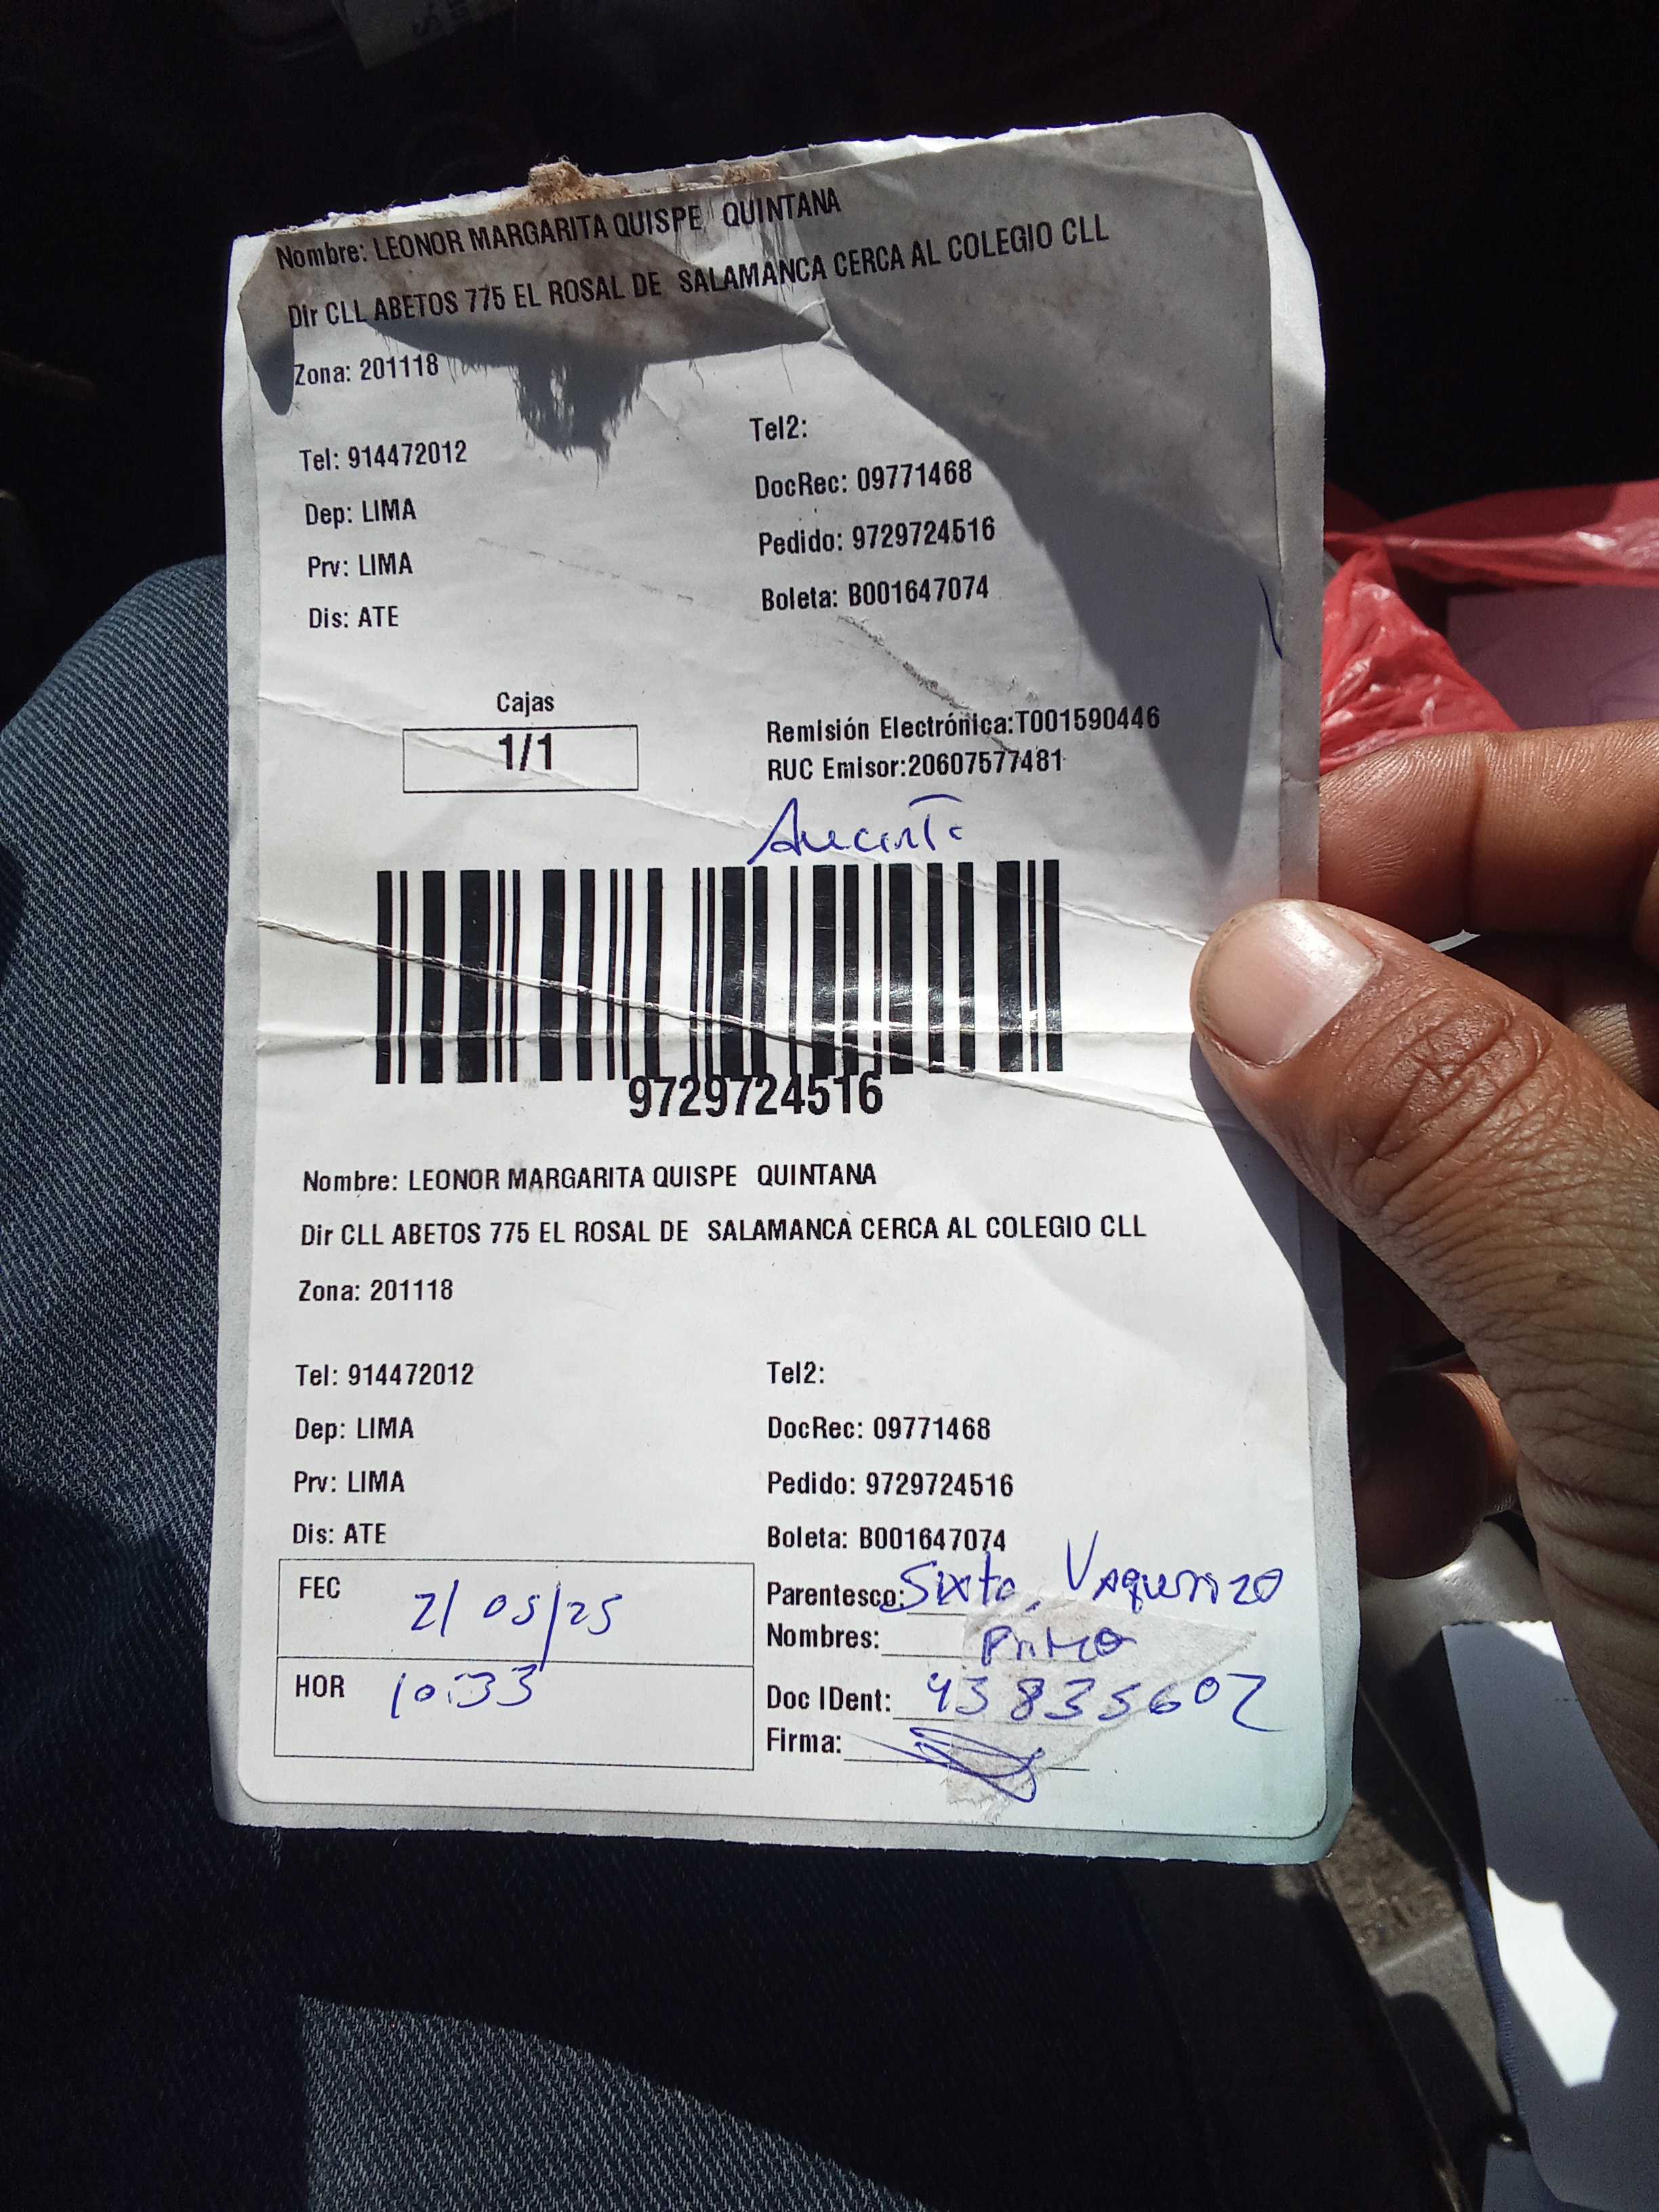 Nombre: LEONOR MARGARITA QUISPE QUINTANA
Dir CLL ABETOS 775 EL ROSAL DE SALAMANCA CERCA AL COLEGIO CLL
Zona: 201118
Tel: 914472012
Tel2:
Dep: LIMA
DocRec: 09771468
Prv: LIMA
Pedido: 9729724516
Dis: ATE
Boleta: B001647074
Cajas
1/1
Remisión Electrónica:T001590446
RUC Emisor:20607577481
9729724516
Nombre: LEONOR MARGARITA QUISPE QUINTANA
Dir CLL ABETOS 775 EL ROSAL DE SALAMANCA CERCA AL COLEGIO CLL
Zona: 201118
Tel: 914472012
Tel2:
Dep: LIMA
DocRec: 09771468
Prv: LIMA
Pedido: 9729724516
Dis: ATE
Boleta: B001647074
FEC 21 05/25
Parentesco: Sixto, Vaquerizo
Nombres: Primo
HOR 10:33
Doc IDent: 43835602
Firma: